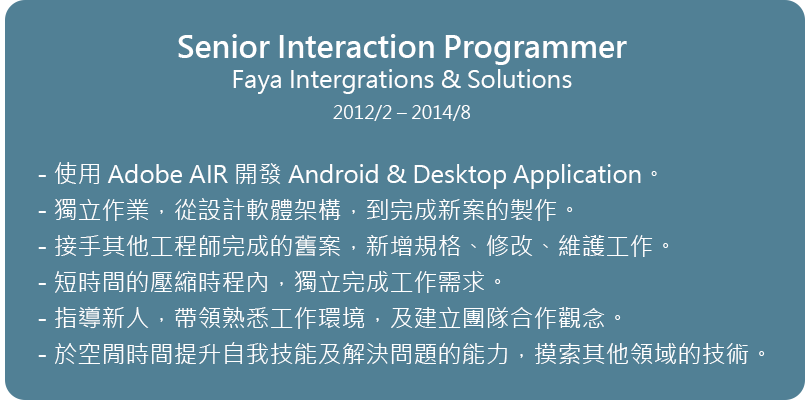 Senior Interaction Programmer
Faya Intergrations & Solutions
2012/2 – 2014/8
- 使用 Adobe AIR 開發 Android & Desktop Application。
- 獨立作業，從設計軟體架構，到完成新案的製作。
- 接手其他工程師完成的舊案，新增規格、修改、維護工作。
- 短時間的壓縮時程內，獨立完成工作需求。
- 指導新人，帶領熟悉工作環境，及建立團隊合作觀念。
- 於空閒時間提升自我技能及解決問題的能力，摸索其他領域的技術。